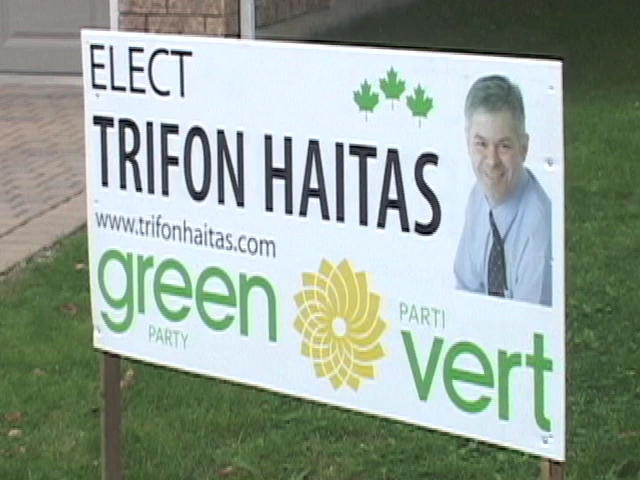 ELECT
TRIFON HAITAS
www.trifonhaitas.com
green
PARTY
PARTI
vert